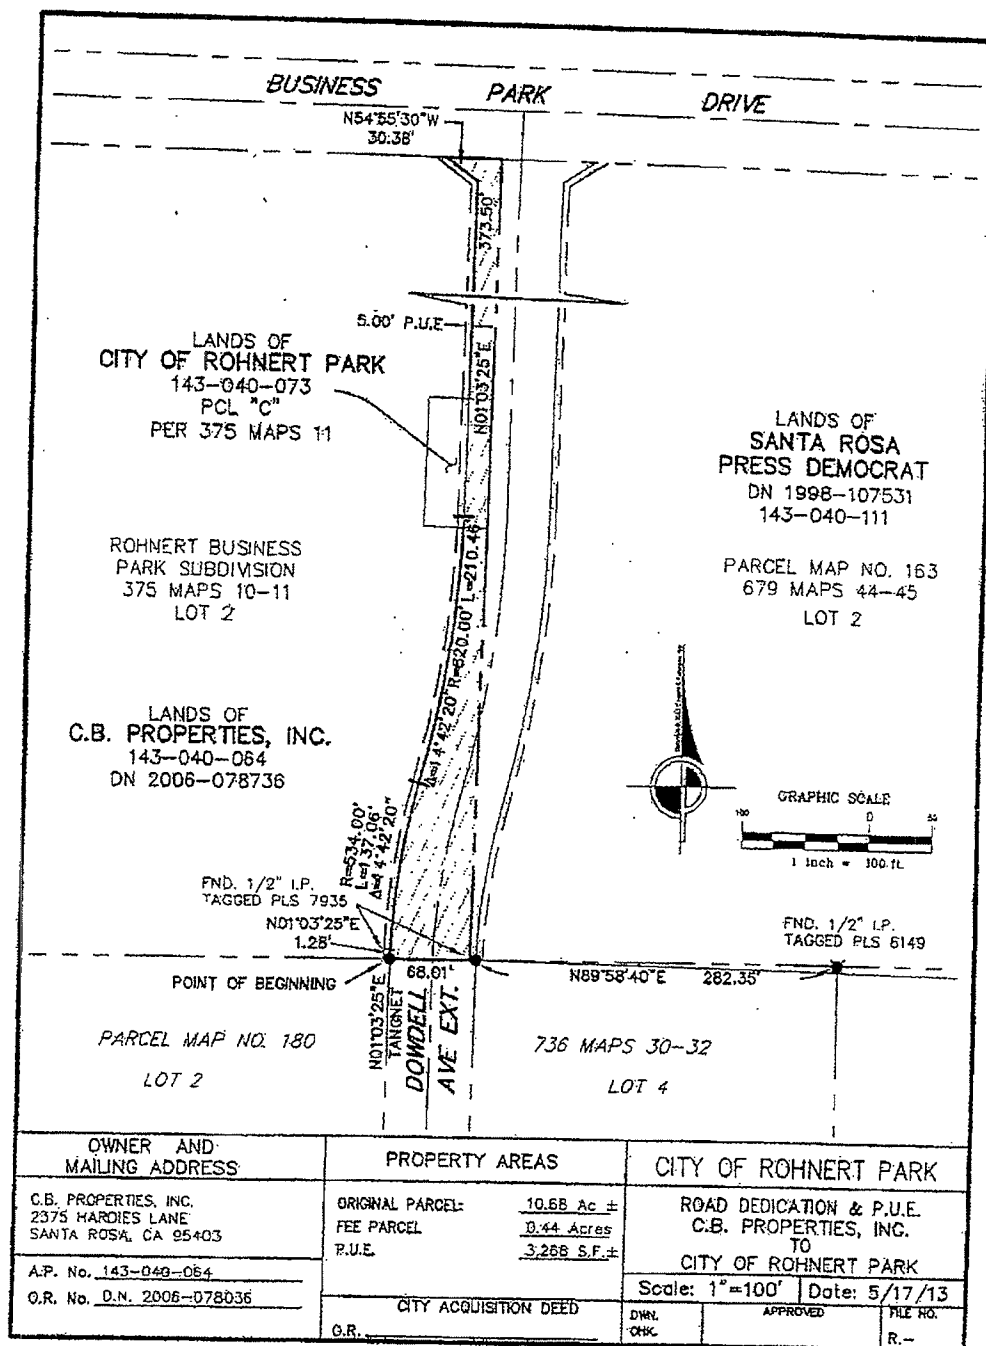 BUSINESS PARK DRIVE
N54°55'30"W
30.38'
373.50'
5.00' P.U.E.
N01°03'25"E
LANDS OF
CITY OF ROHNERT PARK
143-040-073
PCL "C"
PER 375 MAPS 11
LANDS OF
SANTA ROSA
PRESS DEMOCRAT
DN 1998-107531
143-040-111
ROHNERT BUSINESS
PARK SUBDIVISION
375 MAPS 10-11
LOT 2
PARCEL MAP NO. 163
679 MAPS 44-45
LOT 2
Δ=14°42'20" R=820.00' L=210.46'
LANDS OF
C.B. PROPERTIES, INC.
143-040-064
DN 2006-078736
GRAPHIC SCALE
100 0 50
1 inch = 100 ft.
R=534.00'
L=137.06'
Δ=14°42'20"
FND. 1/2" I.P.
TAGGED PLS 7935
N01°03'25"E
1.28'
FND. 1/2" I.P.
TAGGED PLS 6149
POINT OF BEGINNING
68.01'
N89°58'40"E 282.35'
N01°03'25"E
TANGNET
DOWDELL
AVE EXT.
PARCEL MAP NO. 180
LOT 2
736 MAPS 30-32
LOT 4
OWNER AND
MAILING ADDRESS
C.B. PROPERTIES, INC.
2375 HARDIES LANE
SANTA ROSA, CA 95403
A.P. No. 143-040-064
O.R. No. D.N. 2006-078036
PROPERTY AREAS
ORIGINAL PARCEL: 10.68 Ac ±
FEE PARCEL 0.44 Acres
P.U.E. 3,268 S.F.±
CITY ACQUISITION DEED
O.R.
CITY OF ROHNERT PARK
ROAD DEDICATION & P.U.E.
C.B. PROPERTIES, INC.
TO
CITY OF ROHNERT PARK
Scale: 1"=100' Date: 5/17/13
DWN.
CHK.
APPROVED
FILE NO.
R.-